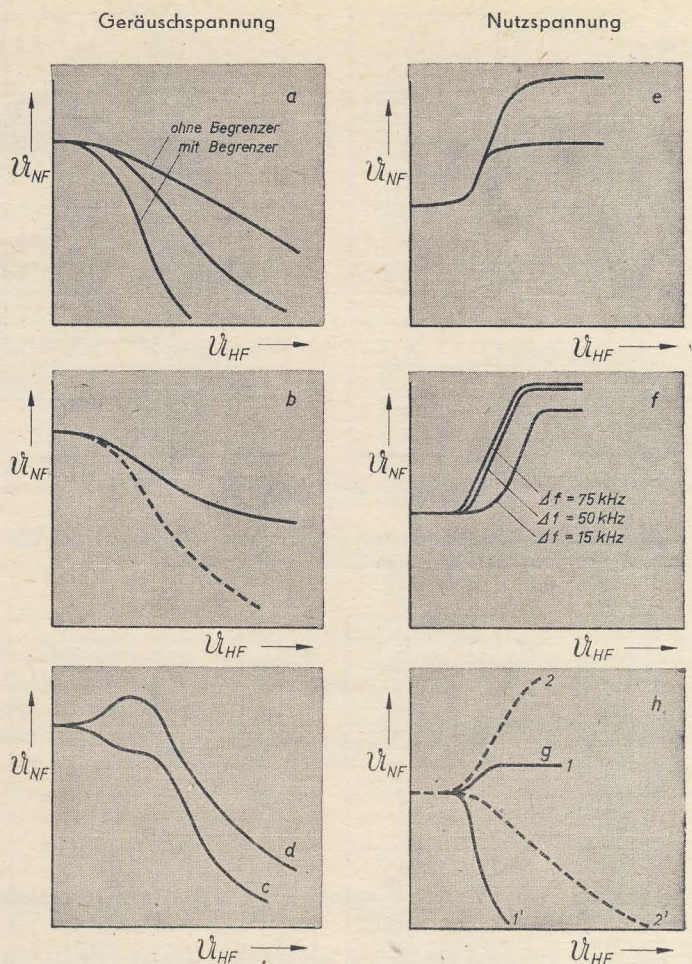 Geräuschspannung
Nutzspannung
a
ohne Begrenzer
mit Begrenzer
𝔘NF
𝔘HF
e
𝔘NF
𝔘HF
b
𝔘NF
𝔘HF
f
Δf = 75 kHz
Δf = 50 kHz
Δf = 15 kHz
𝔘NF
𝔘HF
𝔘NF
d
c
𝔘HF
2
h
g
1
𝔘NF
1'
2'
𝔘HF